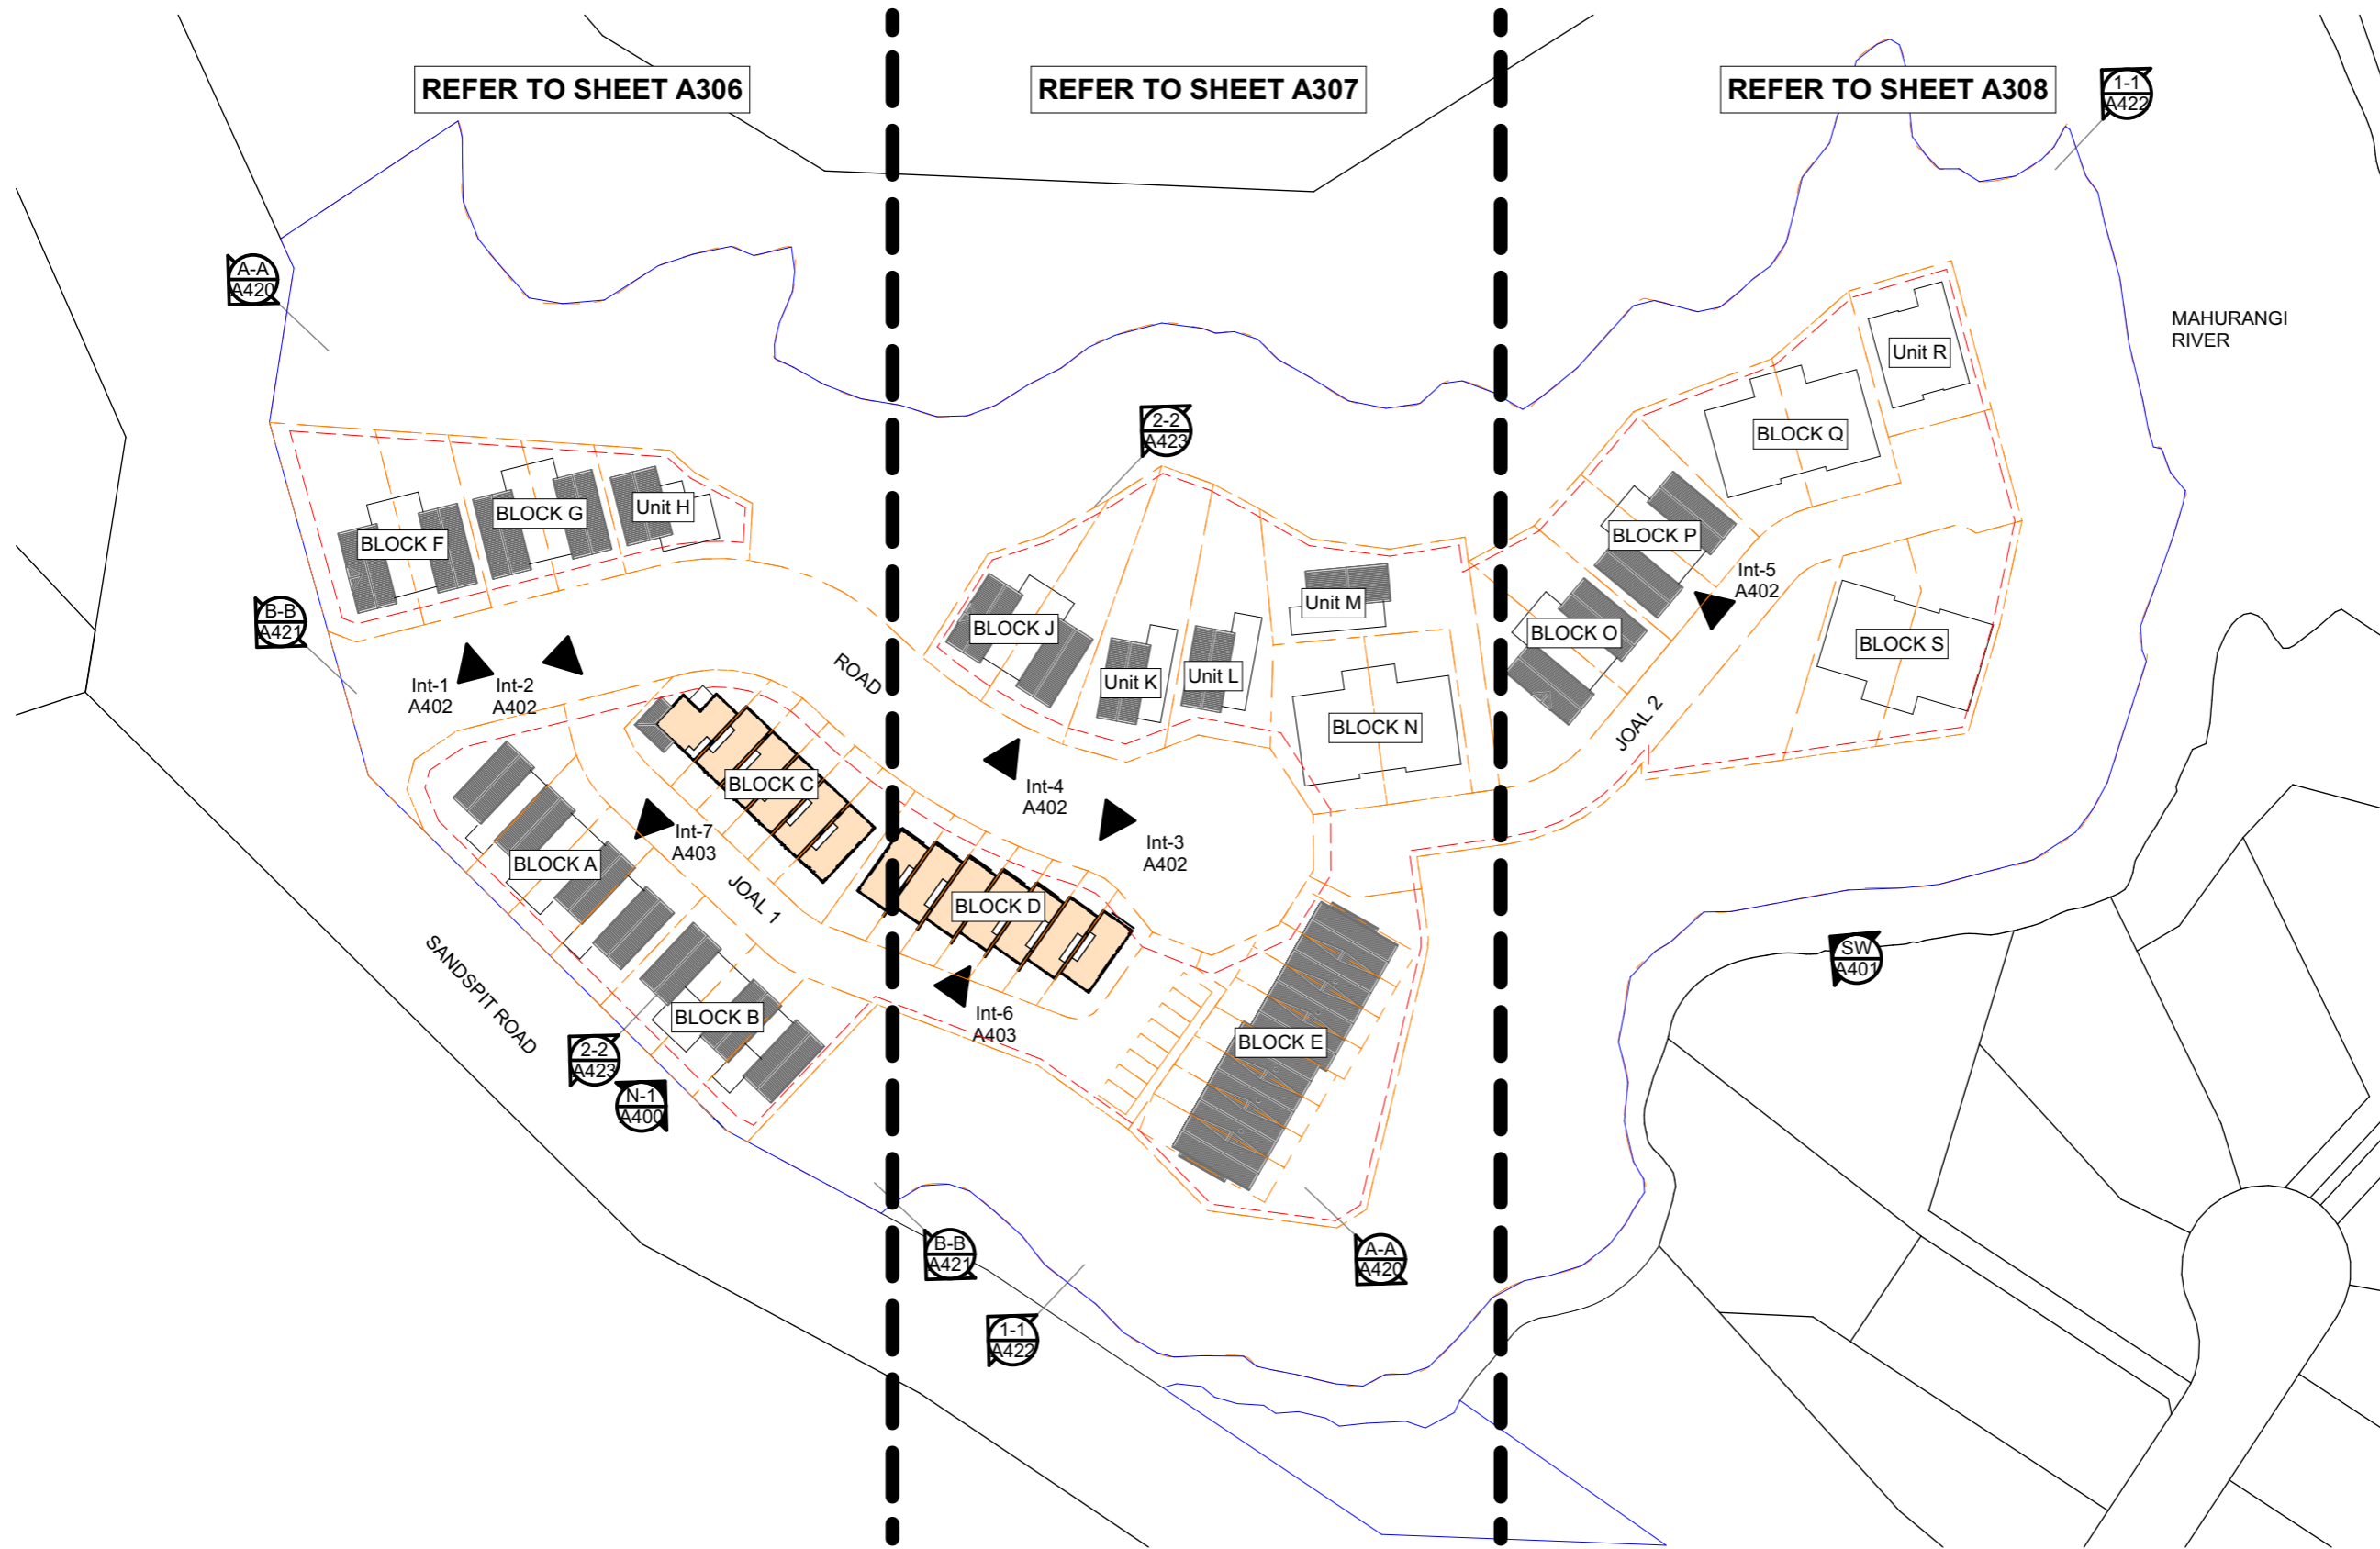 REFER TO SHEET A306
REFER TO SHEET A307
REFER TO SHEET A308
1-1
A422
A-A
A420
MAHURANGI
RIVER
Unit R
2-2
A423
BLOCK Q
BLOCK F
BLOCK G
Unit H
BLOCK P
Int-5
A402
B-B
A421
BLOCK J
Unit K
Unit L
Unit M
BLOCK O
BLOCK S
Int-1
A402
Int-2
A402
ROAD
BLOCK N
JOAL 2
BLOCK C
Int-4
A402
Int-3
A402
Int-7
A403
BLOCK A
JOAL 1
BLOCK D
SANDSPIT ROAD
SW
A401
BLOCK B
Int-6
A403
BLOCK E
2-2
A423
N-1
A400
B-B
A421
A-A
A420
1-1
A422